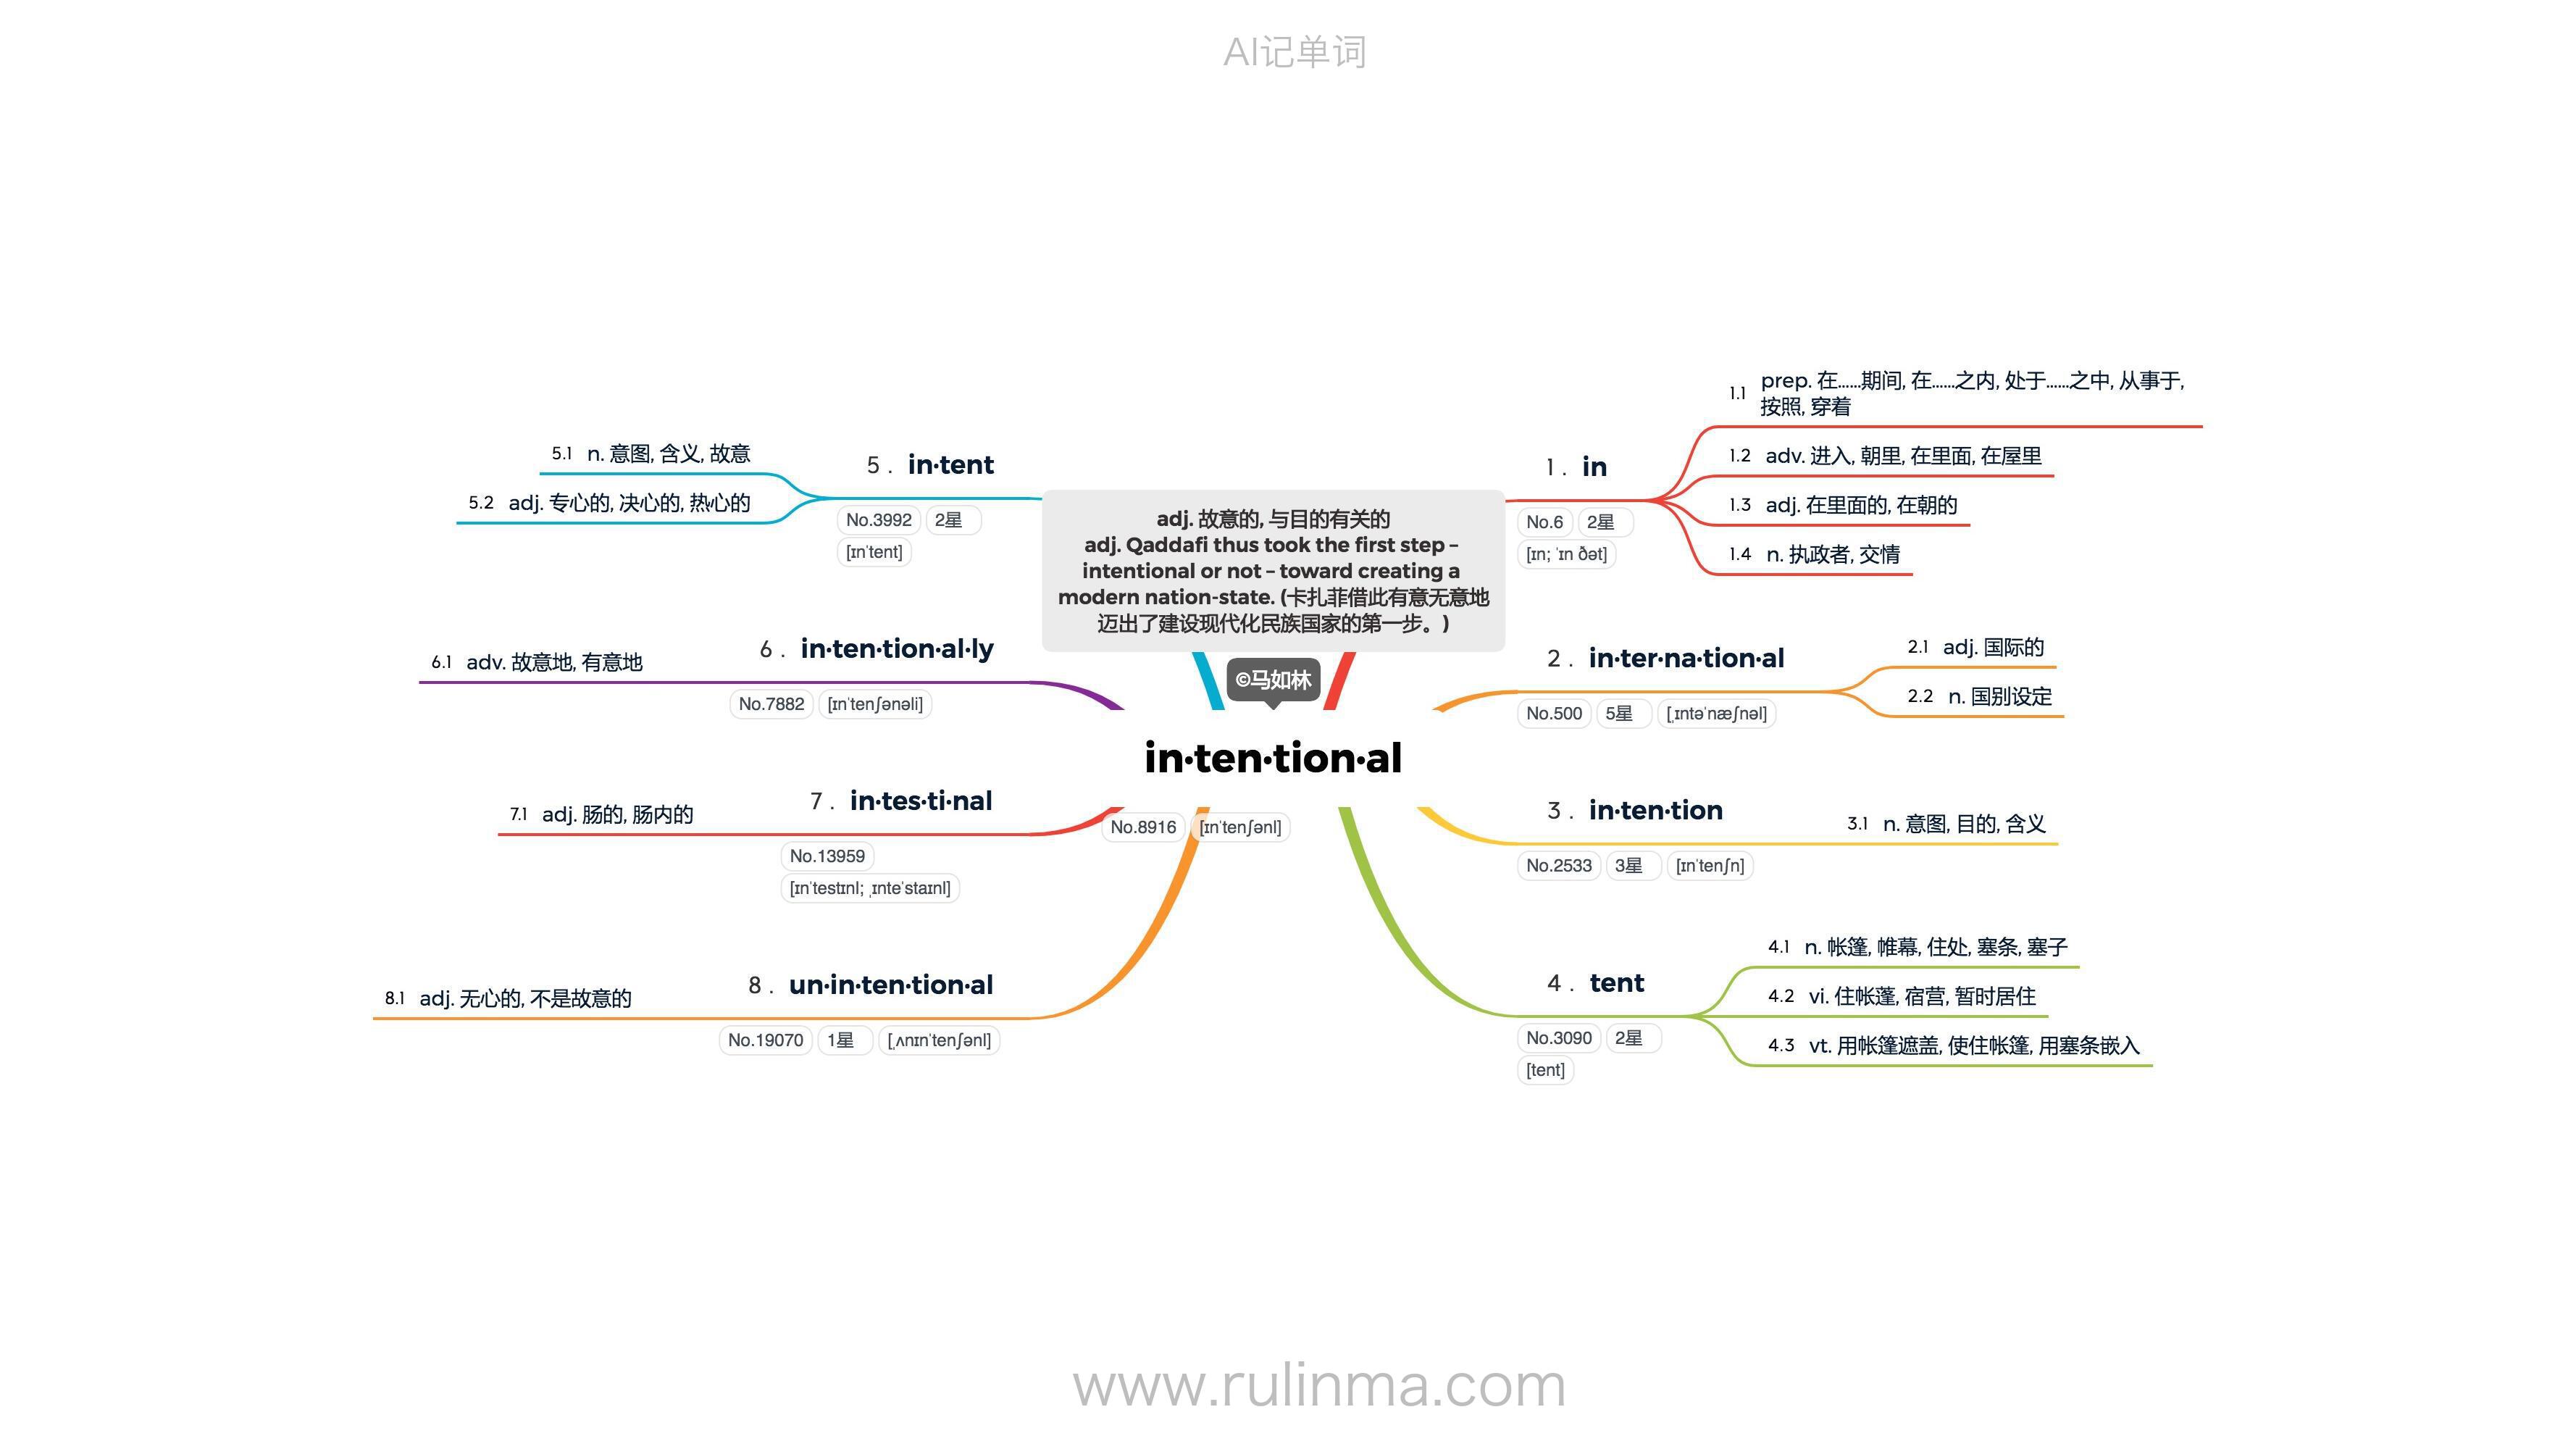 AI记单词
adj. 故意的, 与目的有关的
adj. Qaddafi thus took the first step –
intentional or not – toward creating a
modern nation-state. (卡扎菲借此有意无意地
迈出了建设现代化民族国家的第一步。)
©马如林
in·ten·tion·al
No.8916 [ɪnˈtenʃənl]
1 . in
No.6 2星
[ɪn; ˈɪn ðət]
1.1 prep. 在......期间, 在......之内, 处于......之中, 从事于,
按照, 穿着
1.2 adv. 进入, 朝里, 在里面, 在屋里
1.3 adj. 在里面的, 在朝的
1.4 n. 执政者, 交情
2 . in·ter·na·tion·al
No.500 5星 [ˌɪntəˈnæʃnəl]
2.1 adj. 国际的
2.2 n. 国别设定
3 . in·ten·tion
No.2533 3星 [ɪnˈtenʃn]
3.1 n. 意图, 目的, 含义
4 . tent
No.3090 2星
[tent]
4.1 n. 帐篷, 帷幕, 住处, 塞条, 塞子
4.2 vi. 住帐蓬, 宿营, 暂时居住
4.3 vt. 用帐篷遮盖, 使住帐篷, 用塞条嵌入
5 . in·tent
No.3992 2星
[ɪnˈtent]
5.1 n. 意图, 含义, 故意
5.2 adj. 专心的, 决心的, 热心的
6 . in·ten·tion·al·ly
No.7882 [ɪnˈtenʃənəli]
6.1 adv. 故意地, 有意地
7 . in·tes·ti·nal
No.13959
[ɪnˈtestɪnl; ˌɪnteˈstaɪnl]
7.1 adj. 肠的, 肠内的
8 . un·in·ten·tion·al
No.19070 1星 [ˌʌnɪnˈtenʃənl]
8.1 adj. 无心的, 不是故意的
www.rulinma.com